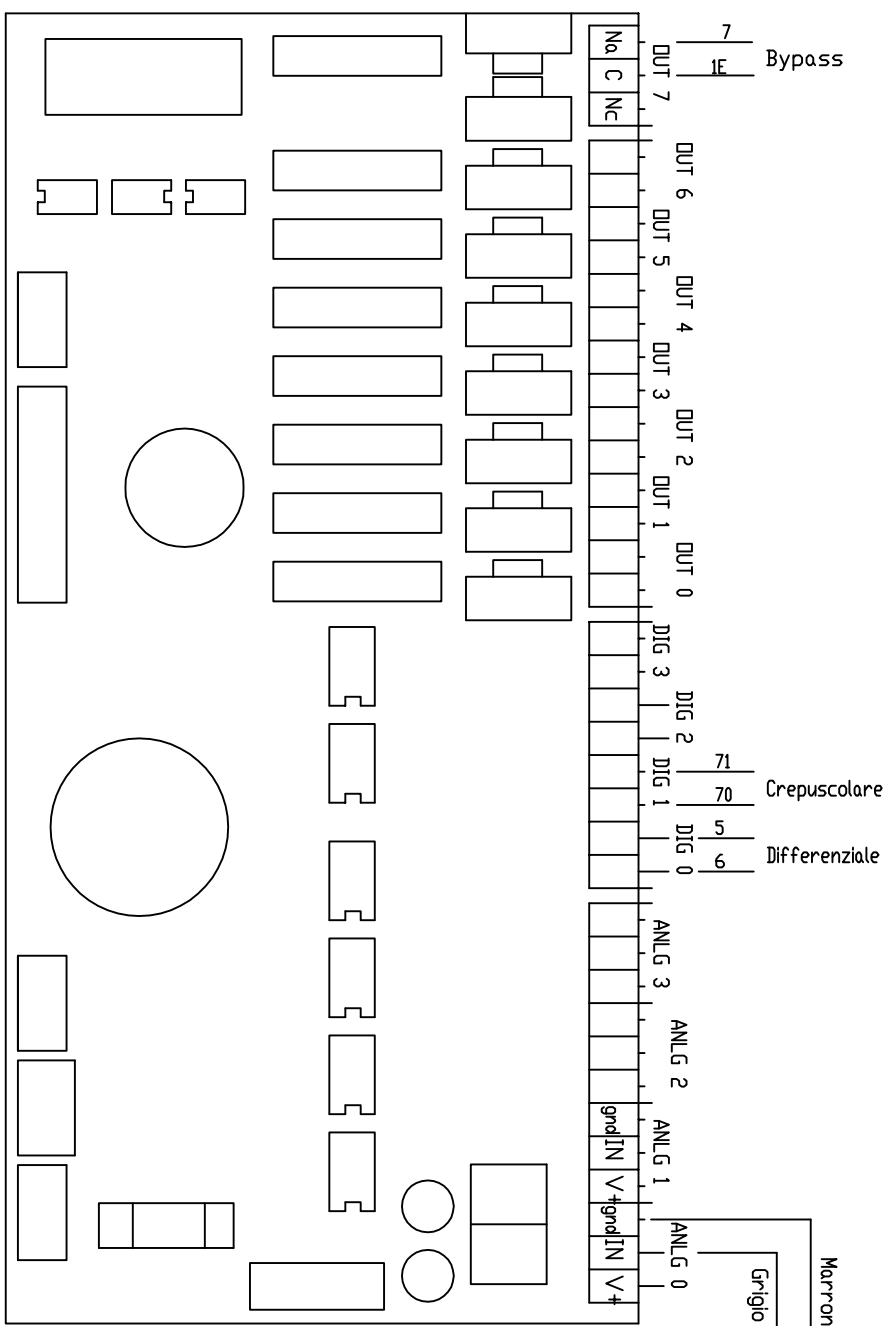 Na
C
Nc
OUT 7
7
1E
Bypass
OUT 6
OUT 5
OUT 4
OUT 3
OUT 2
OUT 1
OUT 0
DIG 3
DIG 2
DIG 1
71
70
Crepuscolare
DIG 0
5
6
Differenziale
ANLG 3
ANLG 2
ANLG 1
gnd
IN
V+
ANLG 0
gnd
IN
V+
Grigio